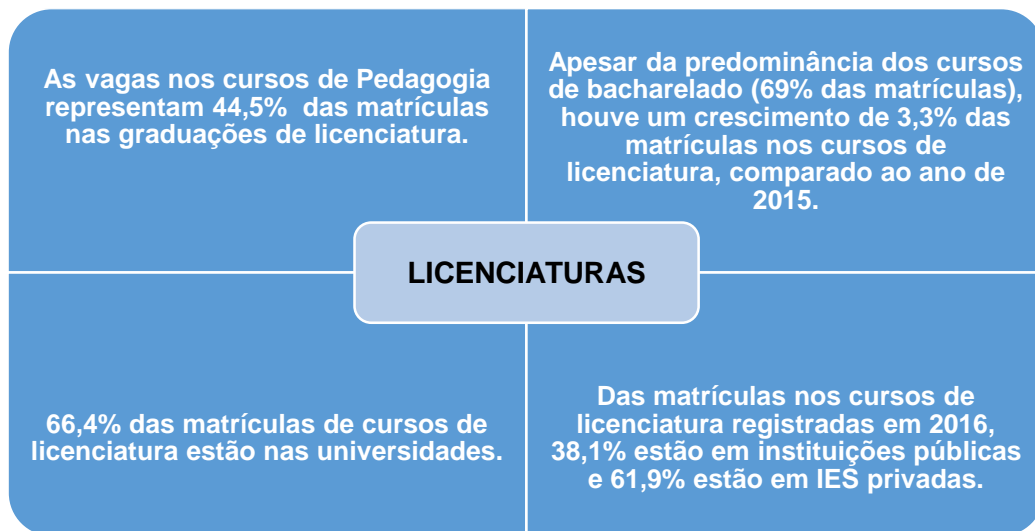 As vagas nos cursos de Pedagogia
representam 44,5% das matrículas
nas graduações de licenciatura.
Apesar da predominância dos cursos
de bacharelado (69% das matrículas),
houve um crescimento de 3,3% das
matrículas nos cursos de
licenciatura, comparado ao ano de
2015.
LICENCIATURAS
66,4% das matrículas de cursos de
licenciatura estão nas universidades.
Das matrículas nos cursos de
licenciatura registradas em 2016,
38,1% estão em instituições públicas
e 61,9% estão em IES privadas.